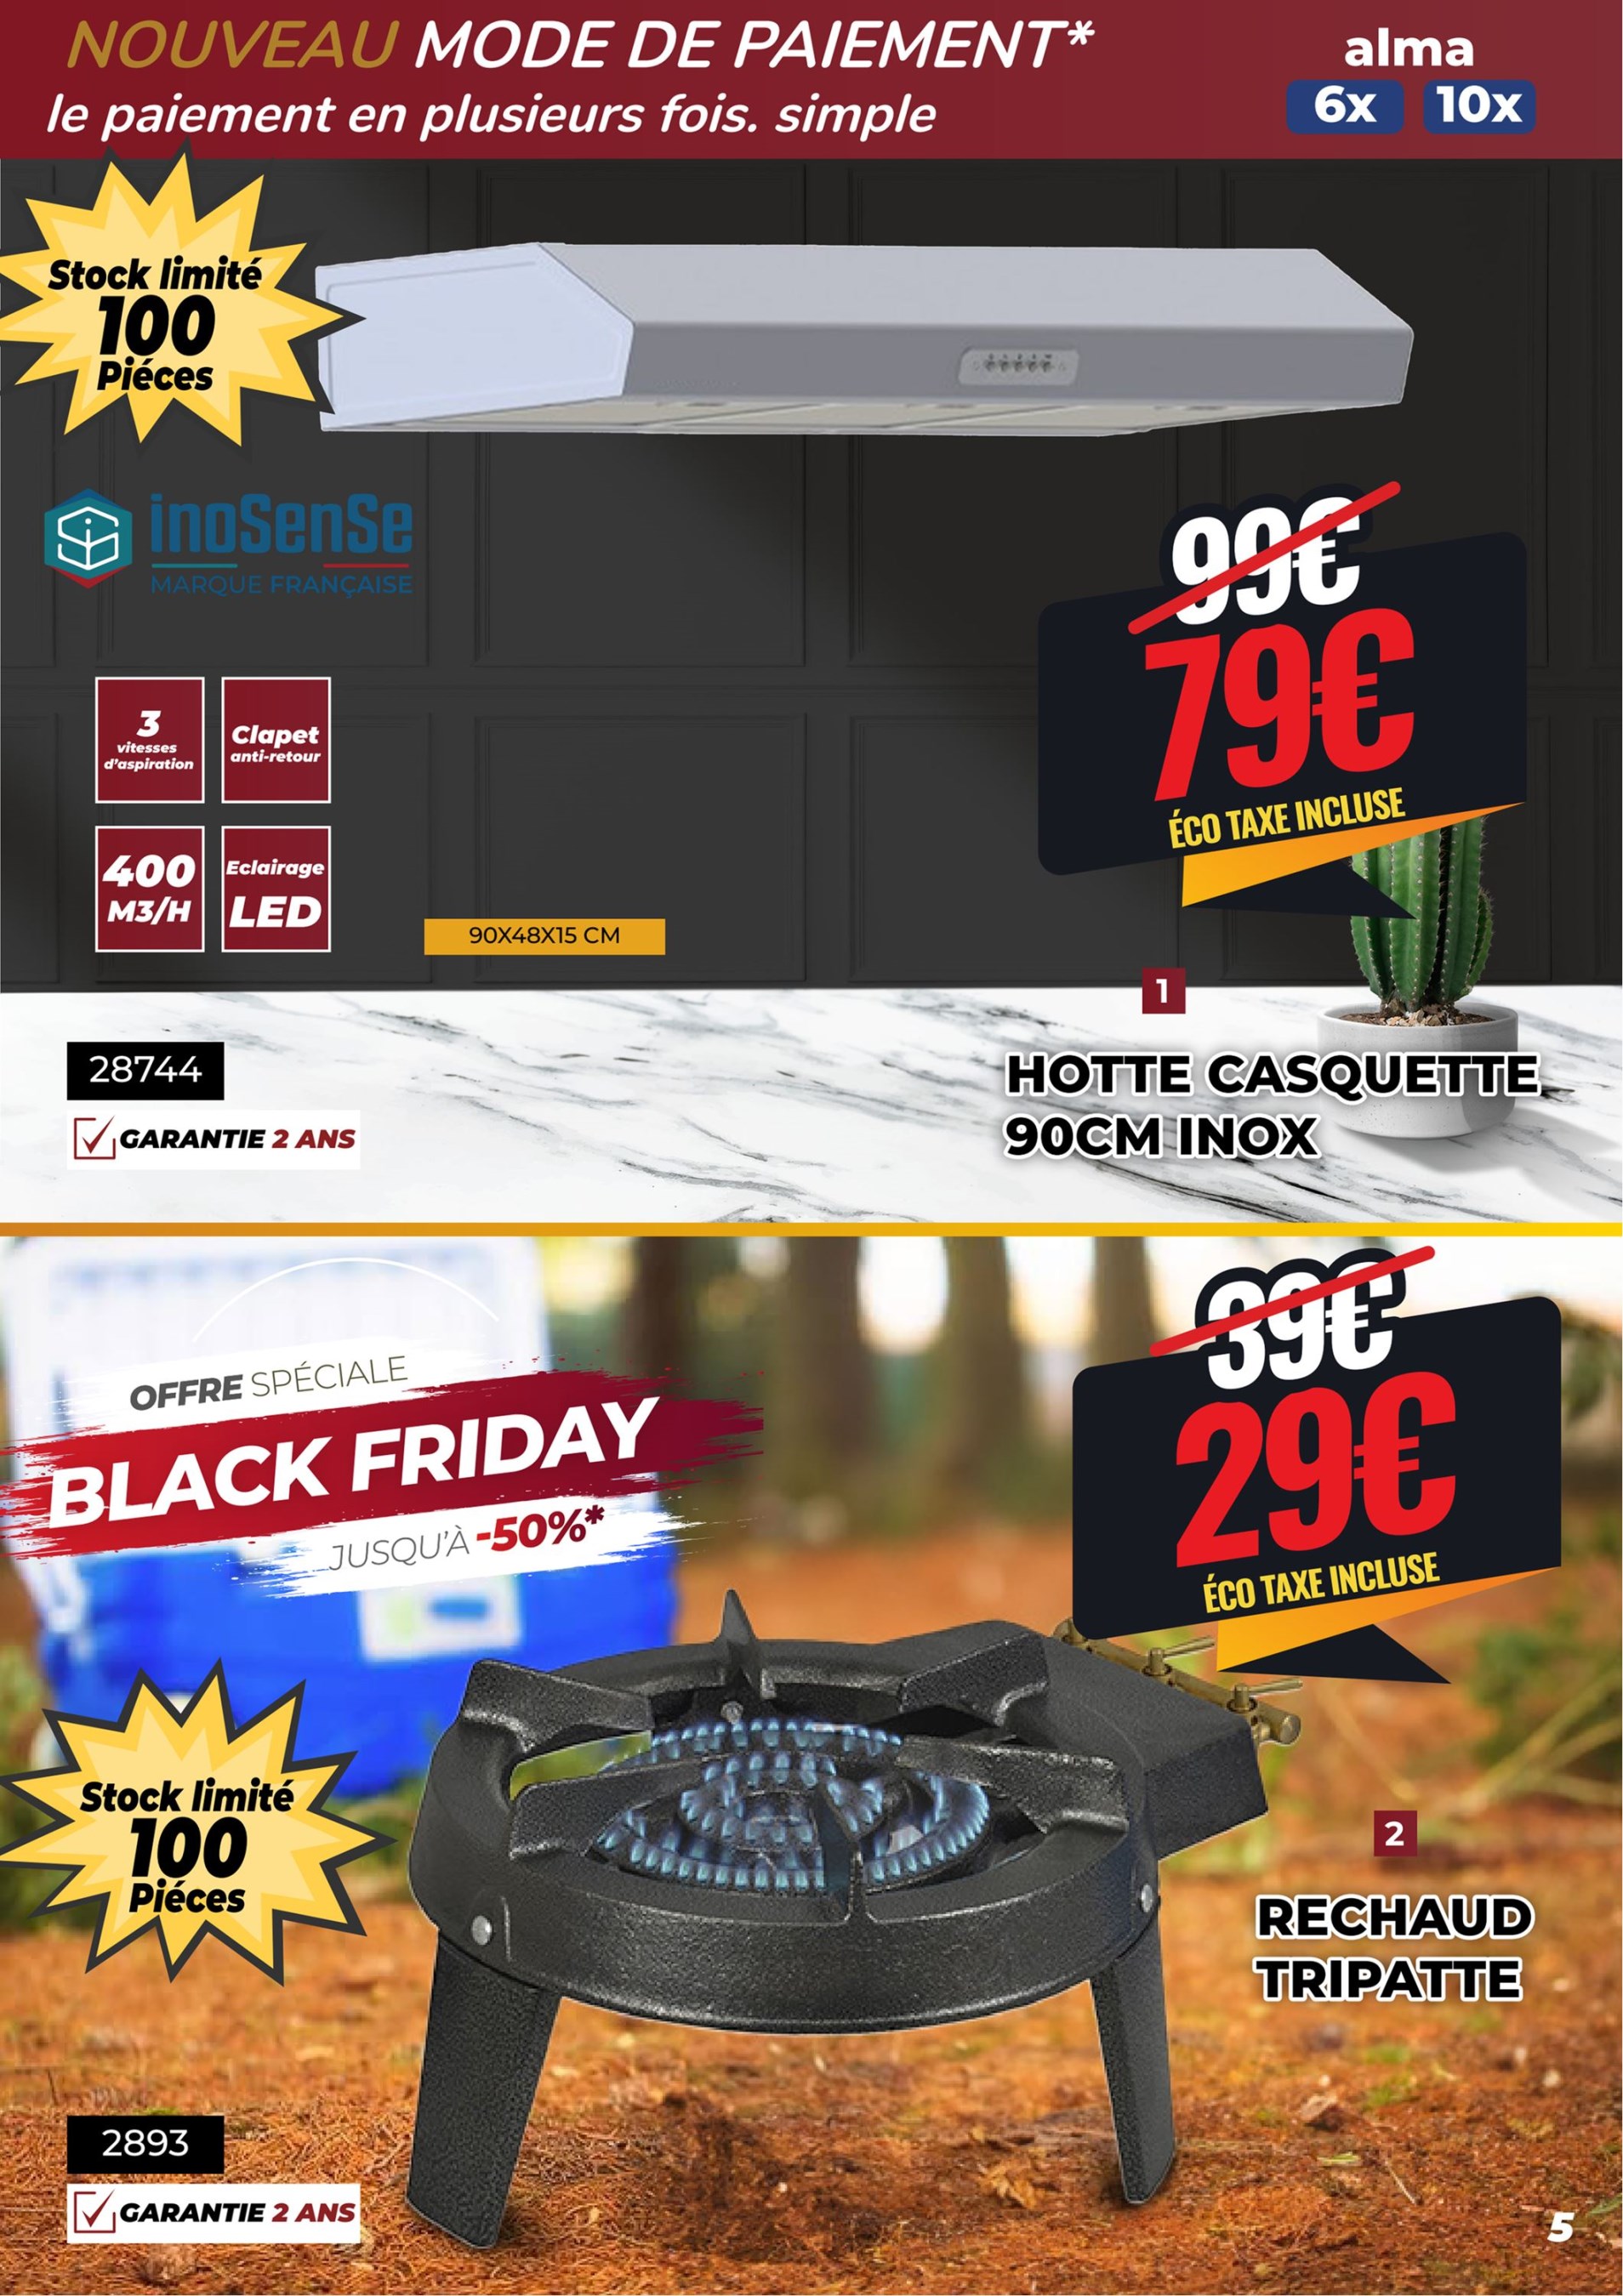 NOUVEAU MODE DE PAIEMENT*
le paiement en plusieurs fois. simple
alma
6x 10x
Stock limité
100
Piéces
inoSenSe
MARQUE FRANÇAISE
99€
79€
ÉCO TAXE INCLUSE
3
vitesses
d'aspiration
Clapet
anti-retour
400
M3/H
Eclairage
LED
90X48X15 CM
1
28744
GARANTIE 2 ANS
HOTTE CASQUETTE
90CM INOX
OFFRE SPÉCIALE
BLACK FRIDAY
JUSQU'À -50%*
39€
29€
ÉCO TAXE INCLUSE
Stock limité
100
Piéces
2
RECHAUD
TRIPATTE
2893
GARANTIE 2 ANS
5